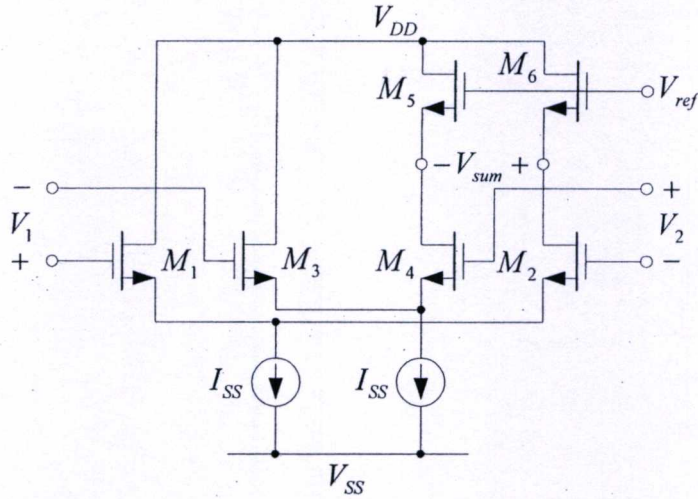 V_DD
M_6
M_5
V_ref
− V_sum +
−
+
V_1
V_2
+
M_1
M_3
M_4
M_2
−
I_SS
I_SS
V_SS